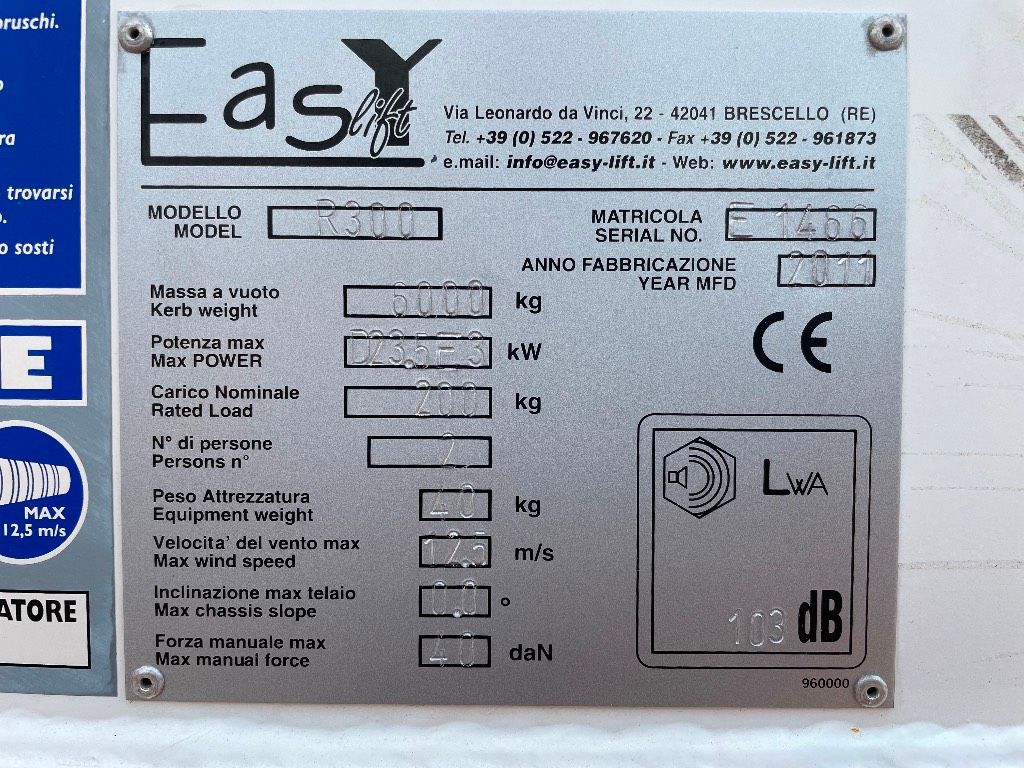 bruschi.
ra
trovarsi
o.
o sosti
E
MAX
12,5 m/s
ATORE
Easy lift
Via Leonardo da Vinci, 22 - 42041 BRESCELLO (RE)
Tel. +39 (0) 522 - 967620 - Fax +39 (0) 522 - 961873
e.mail: info@easy-lift.it - Web: www.easy-lift.it
MODELLO
MODEL R300
MATRICOLA
SERIAL NO. E 1466
ANNO FABBRICAZIONE
YEAR MFD 2011
Massa a vuoto
Kerb weight 6000 kg
Potenza max
Max POWER D23.5E3 kW
CE
Carico Nominale
Rated Load 200 kg
N° di persone
Persons n° 2
Peso Attrezzatura
Equipment weight 40 kg
Velocita' del vento max
Max wind speed 12.5 m/s
Inclinazione max telaio
Max chassis slope 0.0 °
Forza manuale max
Max manual force 40 daN
LWA
103 dB
960000